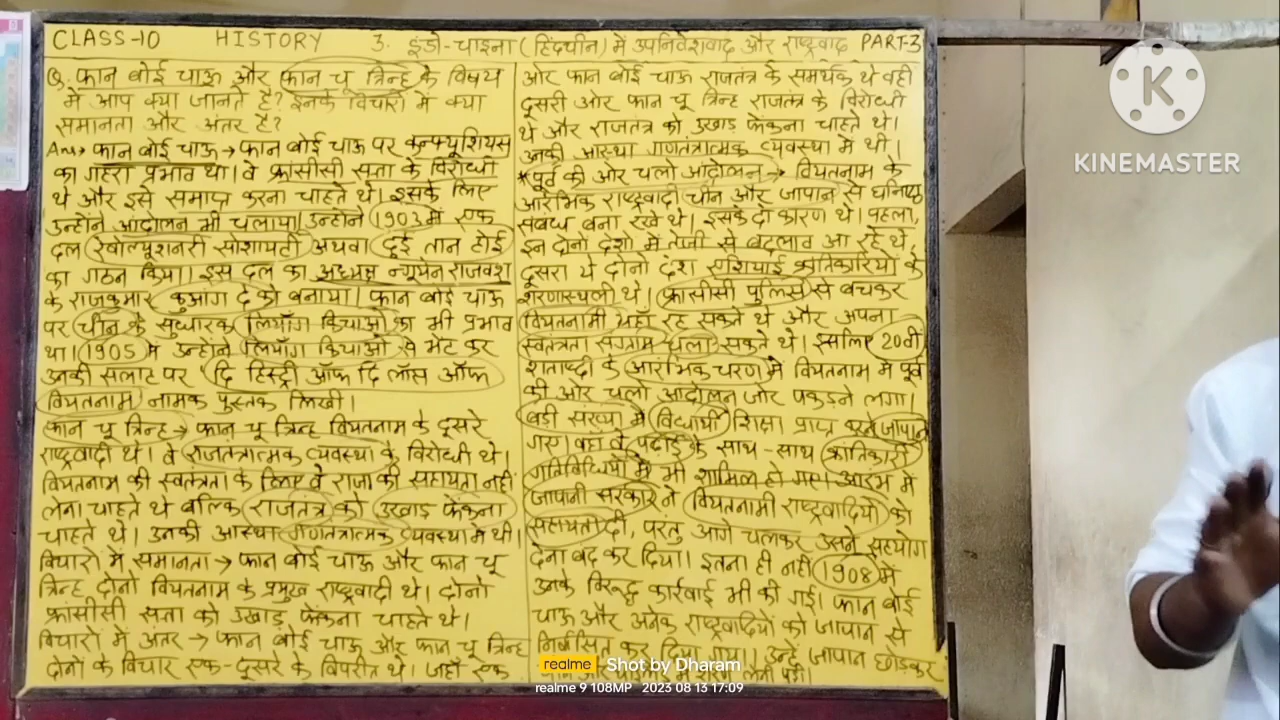 CLASS-10 HISTORY 3. इंडो-चाइना (हिंदचीन) में उपनिवेशवाद और राष्ट्रवाद PART-3
Q. फान बोई चाऊ और फान चू त्रिन्ह के विषय
में आप क्या जानते हैं? इनके विचारों में क्या
समानता और अंतर है?
Ans→ फान बोई चाऊ → फान बोई चाऊ पर कन्फ्यूशियस
का गहरा प्रभाव था। वे फ्रांसीसी सत्ता के विरोधी
थे और इसे समाप्त करना चाहते थे। इसके लिए
उन्होंने आंदोलन भी चलाया। उन्होंने 1903 में एक
दल रेवोल्यूशनरी सोशायटी अथवा दुई तान होई
का गठन किया। इस दल का अध्यक्ष न्गूयेन राजवंश
के राजकुमार कुआंग दे को बनाया। फान बोई चाऊ
पर चीन के सुधारक लियाँग किचाओ का भी प्रभाव
था। 1905 में उन्होंने लियाँग किचाओ से भेंट कर
उनकी सलाह पर 'दि हिस्ट्री ऑफ दि लॉस ऑफ
वियतनाम' नामक पुस्तक लिखी।
फान चू त्रिन्ह → फान चू त्रिन्ह वियतनाम के दूसरे
राष्ट्रवादी थे। वे राजतंत्रात्मक व्यवस्था के विरोधी थे।
वियतनाम की स्वतंत्रता के लिए वे राजा की सहायता नहीं
लेना चाहते थे बल्कि राजतंत्र को उखाड़ फेंकना
चाहते थे। उनकी आस्था गणतंत्रात्मक व्यवस्था में थी।
विचारों में समानता → फान बोई चाऊ और फान चू
त्रिन्ह दोनों वियतनाम के प्रमुख राष्ट्रवादी थे। दोनों
फ्रांसीसी सत्ता को उखाड़ फेंकना चाहते थे।
विचारों में अंतर → फान बोई चाऊ और फान चू त्रिन्ह
दोनों के विचार एक-दूसरे के विपरीत थे। जहाँ एक
ओर फान बोई चाऊ राजतंत्र के समर्थक थे वहीं
दूसरी ओर फान चू त्रिन्ह राजतंत्र के विरोधी
थे और राजतंत्र को उखाड़ फेंकना चाहते थे।
उनकी आस्था गणतंत्रात्मक व्यवस्था में थी।
*पूर्व की ओर चलो आंदोलन → वियतनाम के
आरंभिक राष्ट्रवादी चीन और जापान से घनिष्ठ
संबंध बना रखे थे। इसके दो कारण थे। पहला,
इन दोनों देशों में तेजी से बदलाव आ रहे थे,
दूसरा ये दोनों देश एशियाई क्रांतिकारियों के
शरणस्थली थे। फ्रांसीसी पुलिस से बचकर
वियतनामी यहाँ रह सकते थे और अपना
स्वतंत्रता संग्राम चला सकते थे। इसलिए 20वीं
शताब्दी के आरंभिक चरण में वियतनाम में पूर्व
की ओर चलो आंदोलन जोर पकड़ने लगा।
बड़ी संख्या में विद्यार्थी शिक्षा प्राप्त करने जापान
गए। वहां वे पढ़ाई के साथ-साथ क्रांतिकारी
गतिविधियों में भी शामिल हो गए। आरंभ में
जापानी सरकार ने वियतनामी राष्ट्रवादियों को
सहायता दी, परंतु आगे चलकर उसने सहयोग
देना बंद कर दिया। इतना ही नहीं 1908 में
उनके विरूद्ध कार्रवाई भी की गई। फान बोई
चाऊ और अनेक राष्ट्रवादियों को जापान से
निर्वासित कर दिया गया। उन्हें जापान छोड़कर
में शरण लेनी पड़ी।
K
KINEMASTER
realme Shot by Dharam
realme 9 108MP 2023 08 13 17:09